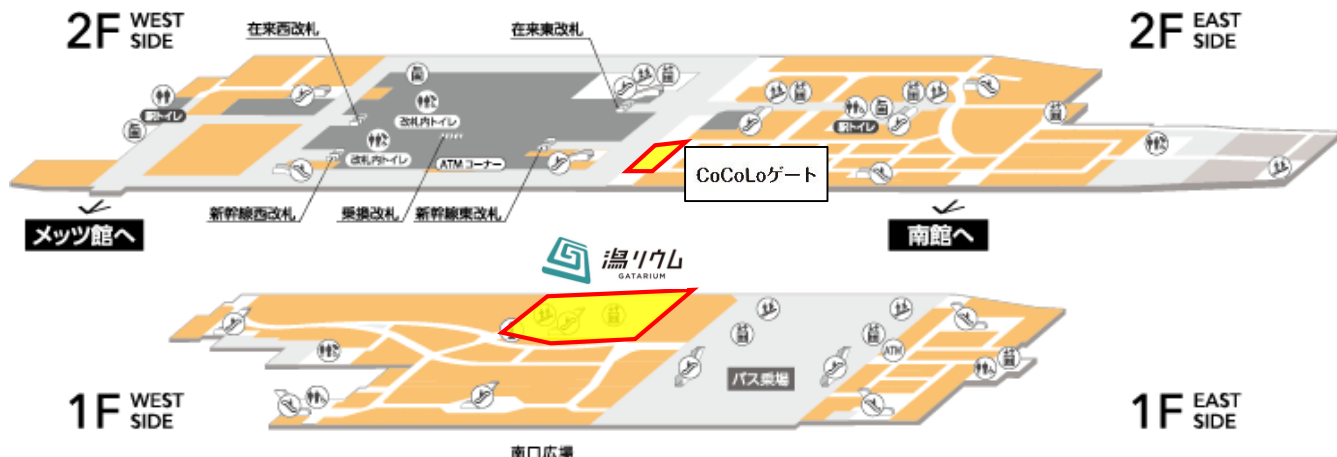 2F WEST SIDE
在来西改札
在来東改札
2F EAST SIDE
駅トイレ
改札内トイレ
駅トイレ
改札内トイレ
ATMコーナー
CoCoLoゲート
新幹線西改札
乗換改札
新幹線東改札
メッツ館へ
南館へ
潟リウム
GATARIUM
ATM
バス乗場
1F WEST SIDE
1F EAST SIDE
南口広場